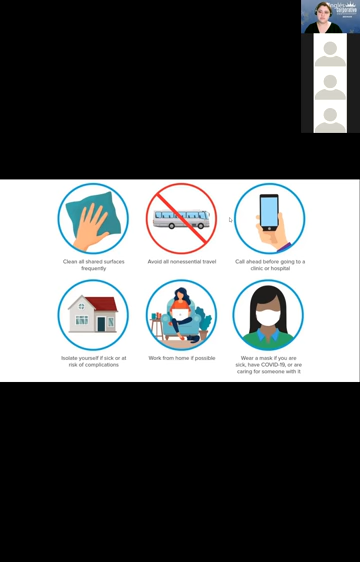 Clean all shared surfaces
frequently
Avoid all nonessential travel
Call ahead before going to a
clinic or hospital
Isolate yourself if sick or at
risk of complications
Work from home if possible
Wear a mask if you are
sick, have COVID-19, or are
caring for someone with it